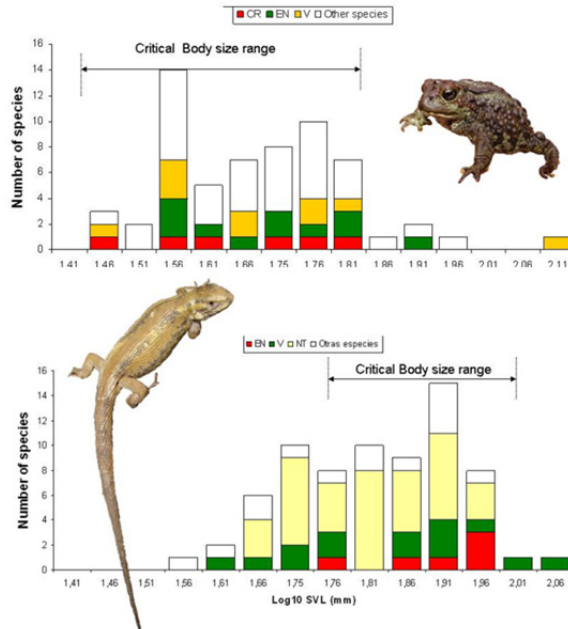 CR EN V Other species
Critical Body size range
Number of species
16
14
12
10
8
6
4
2
0
1.41 1.46 1.51 1.56 1.61 1.66 1.75 1.76 1.81 1.86 1.91 1.96 2.01 2.06 2.11
EN V NT Otras especies
Critical Body size range
Number of species
16
14
12
10
8
6
4
2
0
1,41 1,46 1,51 1,56 1,61 1,66 1,75 1,76 1,81 1,86 1,91 1,96 2,01 2,06
Log10 SVL (mm)